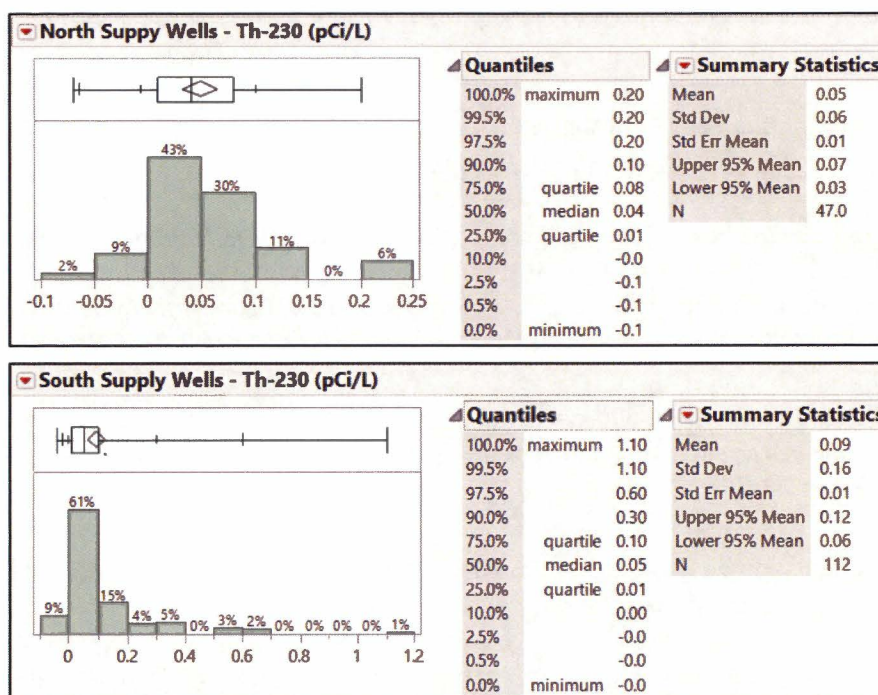 North Suppy Wells - Th-230 (pCi/L)
43%
30%
11%
9%
6%
2%
0%
-0.1 -0.05 0 0.05 0.1 0.15 0.2 0.25
Quantiles
100.0% maximum 0.20
99.5% 0.20
97.5% 0.20
90.0% 0.10
75.0% quartile 0.08
50.0% median 0.04
25.0% quartile 0.01
10.0% -0.0
2.5% -0.1
0.5% -0.1
0.0% minimum -0.1
Summary Statistics
Mean 0.05
Std Dev 0.06
Std Err Mean 0.01
Upper 95% Mean 0.07
Lower 95% Mean 0.03
N 47.0
South Supply Wells - Th-230 (pCi/L)
61%
15%
9%
4% 5% 0% 3% 2% 0% 0% 0% 0% 1%
0 0.2 0.4 0.6 0.8 1 1.2
Quantiles
100.0% maximum 1.10
99.5% 1.10
97.5% 0.60
90.0% 0.30
75.0% quartile 0.10
50.0% median 0.05
25.0% quartile 0.01
10.0% 0.00
2.5% -0.0
0.5% -0.0
0.0% minimum -0.0
Summary Statistics
Mean 0.09
Std Dev 0.16
Std Err Mean 0.01
Upper 95% Mean 0.12
Lower 95% Mean 0.06
N 112